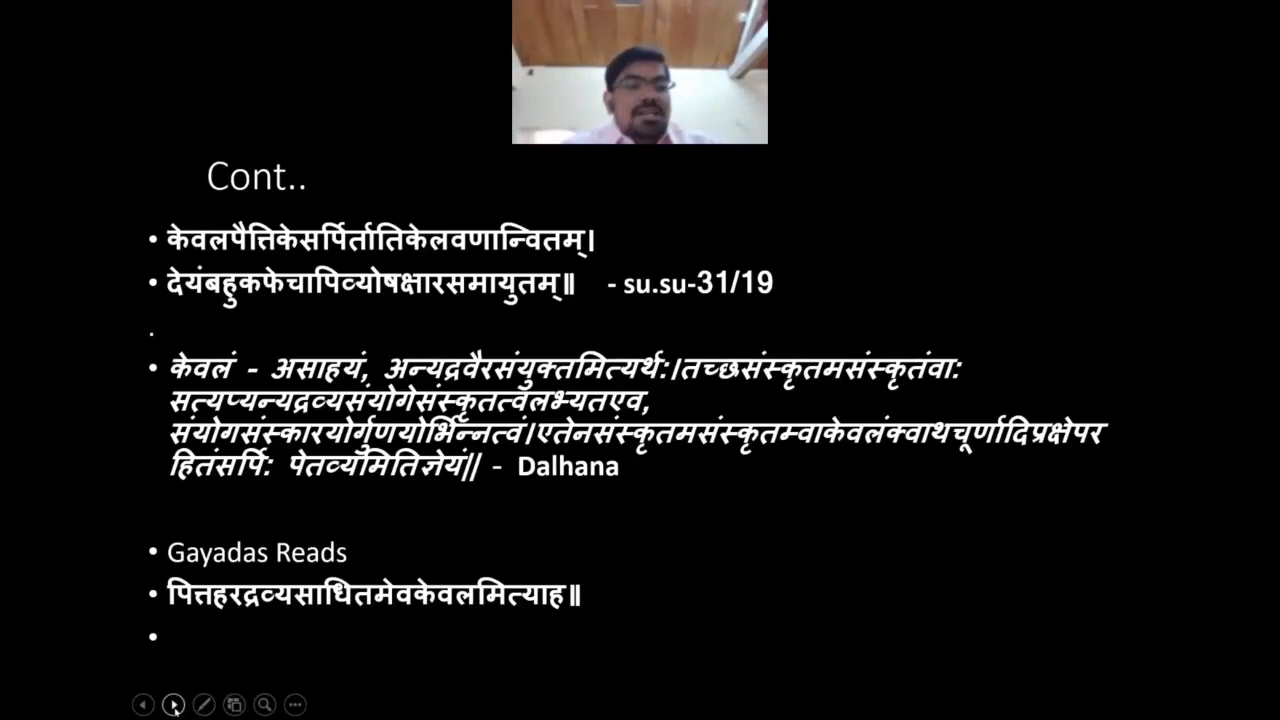 Cont..
• केवलपैत्तिकेसर्पिर्तातिकेलवणान्वितम्।
• देयंबहुकफेचापिव्योषक्षारसमायुतम्॥ - su.su-31/19
.
• केवलं - असाहयं, अन्यद्रवैरसंयुक्तमित्यर्थ:।तच्छसंस्कृतमसंस्कृतंवा:
सत्यप्यन्यद्रव्यसंयोगेसंस्कृतत्वंलभ्यतएंव,
संयोगसंस्कारयोर्गुणयोर्भिन्नत्वं।एतेनसंस्कृतमसंस्कृतम्वाकेवलंक्वाथचूर्णादिप्रक्षेपर
हितंसर्पि: पेतव्यमितिज्ञेयं॥ - Dalhana
• Gayadas Reads
• पित्तहरद्रव्यसाधितमेवकेवलमित्याह॥
•